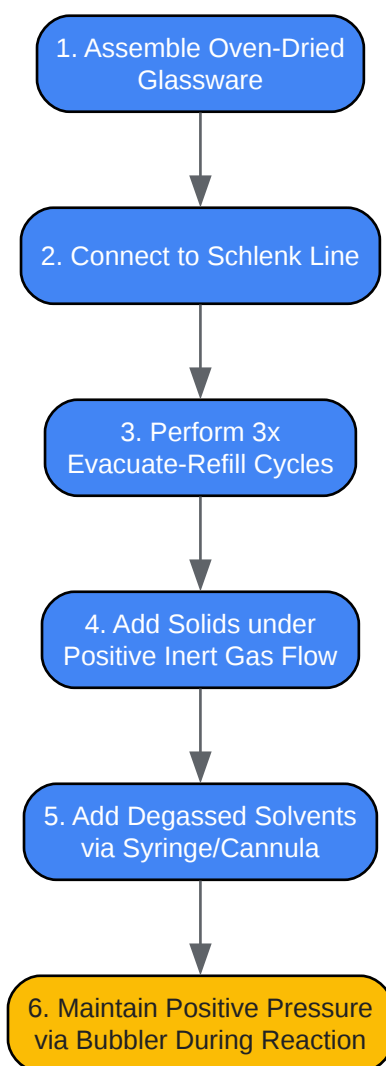 1. Assemble Oven-Dried
Glassware
2. Connect to Schlenk Line
3. Perform 3x
Evacuate-Refill Cycles
4. Add Solids under
Positive Inert Gas Flow
5. Add Degassed Solvents
via Syringe/Cannula
6. Maintain Positive Pressure
via Bubbler During Reaction